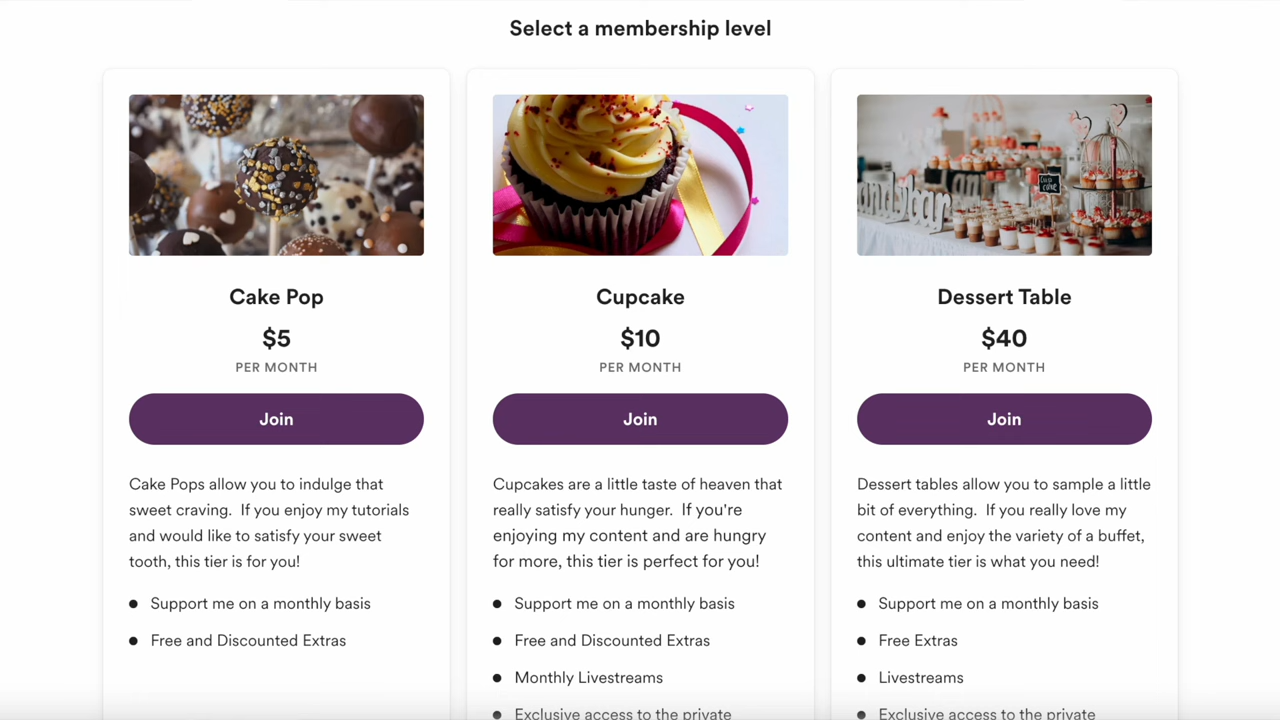 Select a membership level
Cake Pop
$5
PER MONTH
Join
Cake Pops allow you to indulge that
sweet craving.  If you enjoy my tutorials
and would like to satisfy your sweet
tooth, this tier is for you!
Support me on a monthly basis
Free and Discounted Extras
cup
cake
Cupcake
$10
PER MONTH
Join
Cupcakes are a little taste of heaven that
really satisfy your hunger.  If you're
enjoying my content and are hungry
for more, this tier is perfect for you!
Support me on a monthly basis
Free and Discounted Extras
Monthly Livestreams
Exclusive access to the private
Dessert Table
$40
PER MONTH
Join
Dessert tables allow you to sample a little
bit of everything.  If you really love my
content and enjoy the variety of a buffet,
this ultimate tier is what you need!
Support me on a monthly basis
Free Extras
Livestreams
Exclusive access to the private